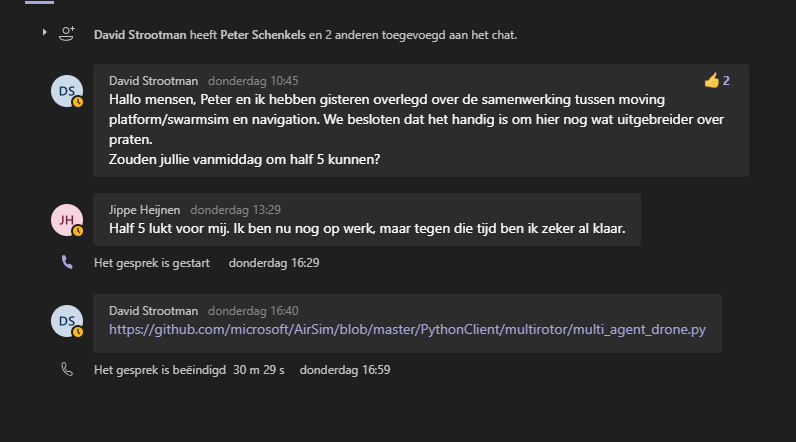 David Strootman heeft Peter Schenkels en 2 anderen toegevoegd aan het chat.
DS
David Strootman donderdag 10:45
👍 2
Hallo mensen, Peter en ik hebben gisteren overlegd over de samenwerking tussen moving
platform/swarmsim en navigation. We besloten dat het handig is om hier nog wat uitgebreider over
praten.
Zouden jullie vanmiddag om half 5 kunnen?
JH
Jippe Heijnen donderdag 13:29
Half 5 lukt voor mij. Ik ben nu nog op werk, maar tegen die tijd ben ik zeker al klaar.
Het gesprek is gestart donderdag 16:29
DS
David Strootman donderdag 16:40
https://github.com/microsoft/AirSim/blob/master/PythonClient/multirotor/multi_agent_drone.py
Het gesprek is beëindigd 30 m 29 s donderdag 16:59